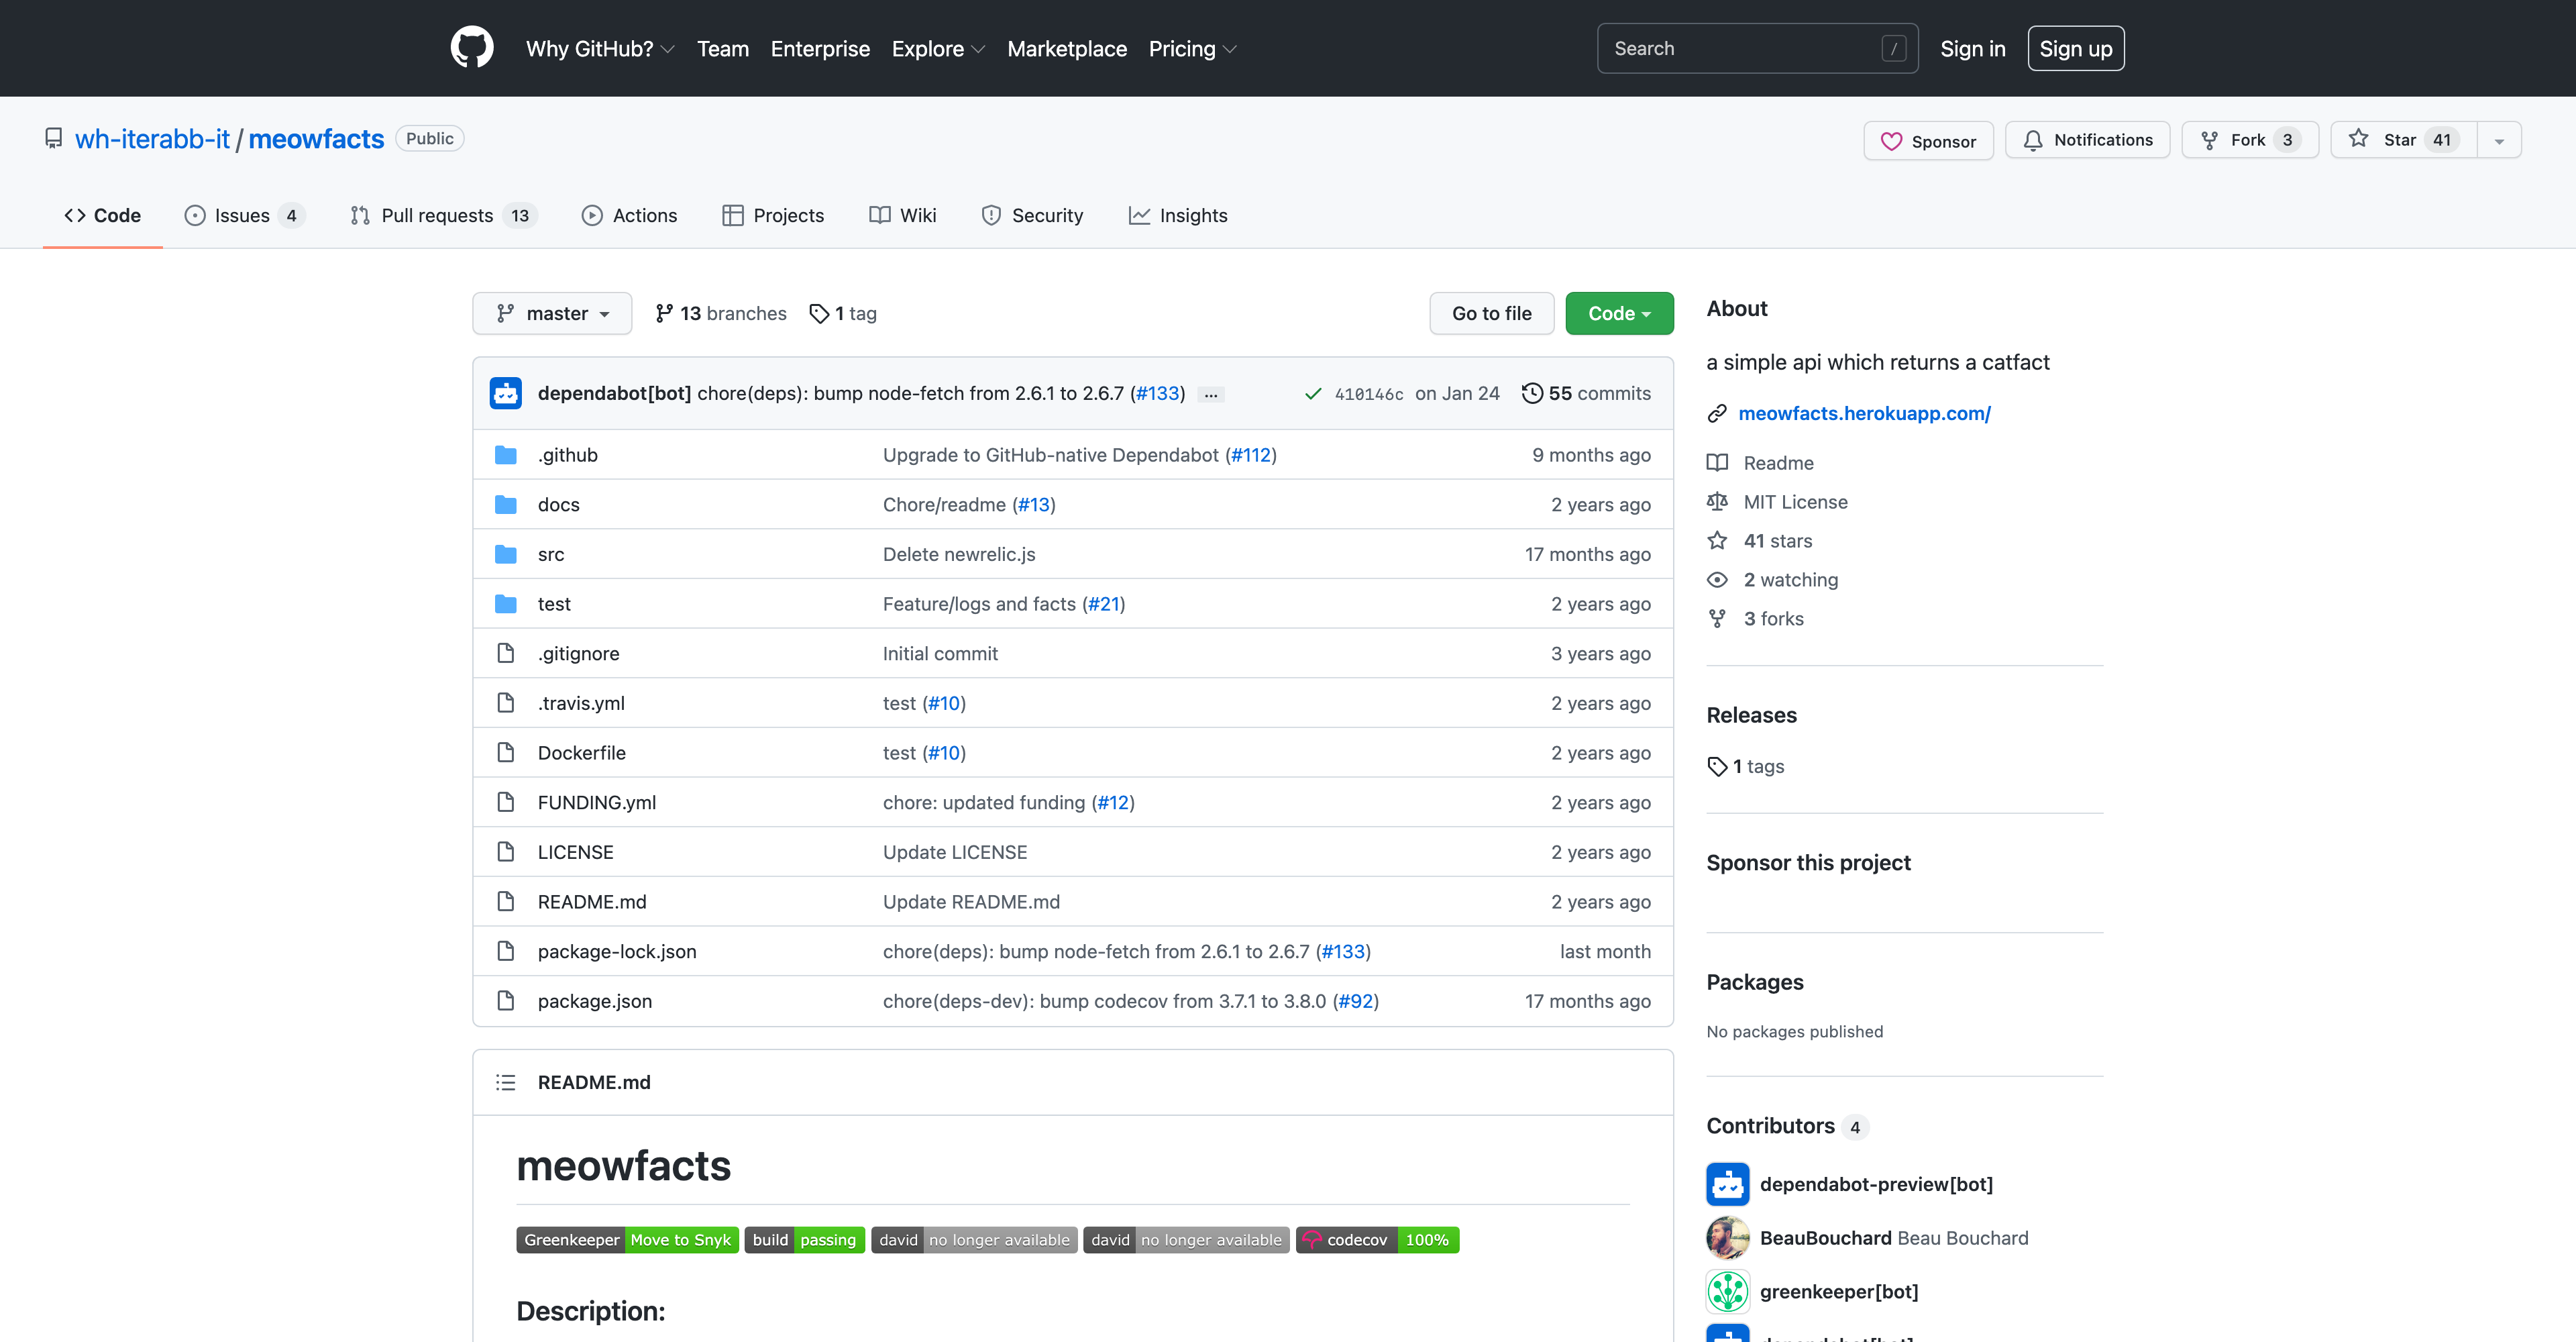 Why GitHub? Team Enterprise Explore Marketplace Pricing Search / Sign in Sign up
wh-iterabb-it / meowfacts Public Sponsor Notifications Fork 3 Star 41
Code Issues 4 Pull requests 13 Actions Projects Wiki Security Insights
master 13 branches 1 tag Go to file Code
dependabot[bot] chore(deps): bump node-fetch from 2.6.1 to 2.6.7 (#133) ... 410146c on Jan 24 55 commits
.github Upgrade to GitHub-native Dependabot (#112) 9 months ago
docs Chore/readme (#13) 2 years ago
src Delete newrelic.js 17 months ago
test Feature/logs and facts (#21) 2 years ago
.gitignore Initial commit 3 years ago
.travis.yml test (#10) 2 years ago
Dockerfile test (#10) 2 years ago
FUNDING.yml chore: updated funding (#12) 2 years ago
LICENSE Update LICENSE 2 years ago
README.md Update README.md 2 years ago
package-lock.json chore(deps): bump node-fetch from 2.6.1 to 2.6.7 (#133) last month
package.json chore(deps-dev): bump codecov from 3.7.1 to 3.8.0 (#92) 17 months ago
README.md
meowfacts
Greenkeeper Move to Snyk build passing david no longer available david no longer available codecov 100%
Description:
About
a simple api which returns a catfact
meowfacts.herokuapp.com/
Readme
MIT License
41 stars
2 watching
3 forks
Releases
1 tags
Sponsor this project
Packages
No packages published
Contributors 4
dependabot-preview[bot]
BeauBouchard Beau Bouchard
greenkeeper[bot]